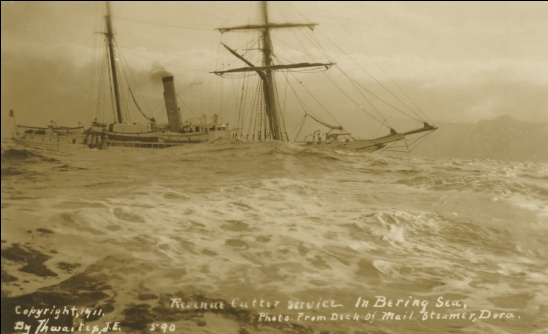 Revenue Cutter Service In Bering Sea,
Photo. From Deck Of Mail Steamer, Dora.
Copyright, 1911,
By Thwaites, J.E. 590